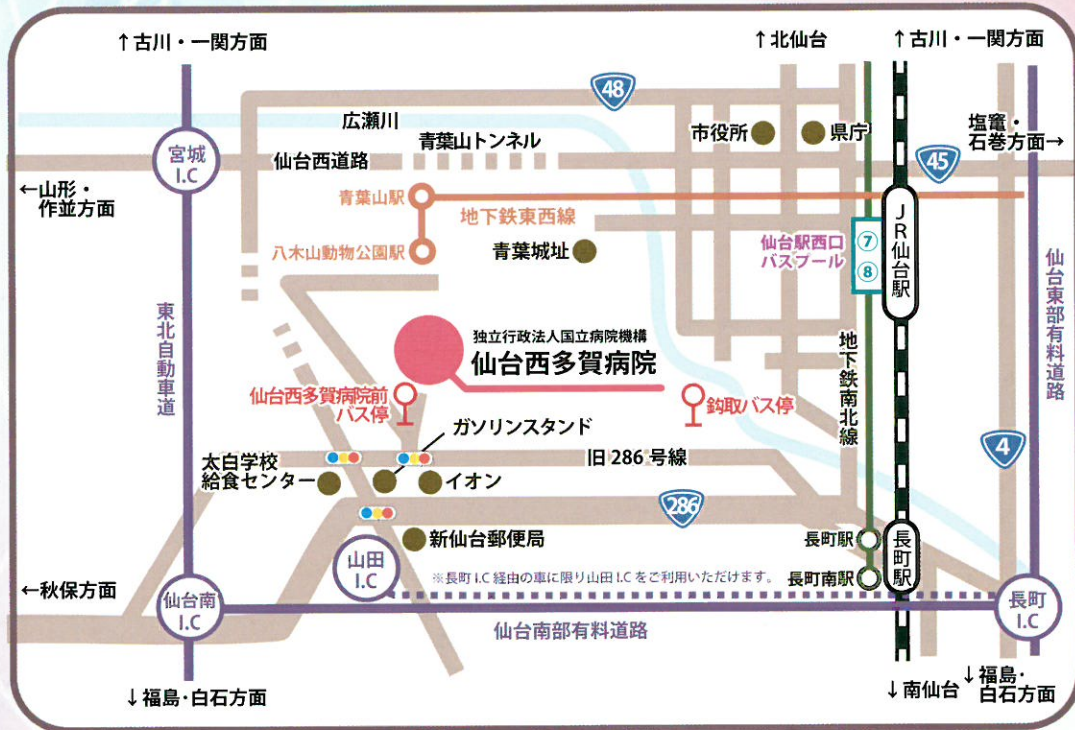 ↑古川・一関方面
↑北仙台
↑古川・一関方面
48
広瀬川
青葉山トンネル
市役所
県庁
塩竈・
石巻方面→
宮城
I.C
仙台西道路
45
←山形・
作並方面
青葉山駅
地下鉄東西線
八木山動物公園駅
青葉城址
仙台駅西口
バスプール
⑦
⑧
JR仙台駅
仙台東部有料道路
東北自動車道
独立行政法人国立病院機構
仙台西多賀病院
地下鉄南北線
仙台西多賀病院前
バス停
鈎取バス停
ガソリンスタンド
4
太白学校
給食センター
イオン
旧286号線
286
新仙台郵便局
長町駅
長町駅
山田
I.C
※長町I.C経由の車に限り山田I.Cをご利用いただけます。
長町南駅
←秋保方面
仙台南
I.C
長町
I.C
仙台南部有料道路
↓福島・白石方面
↓南仙台
↓福島・
白石方面